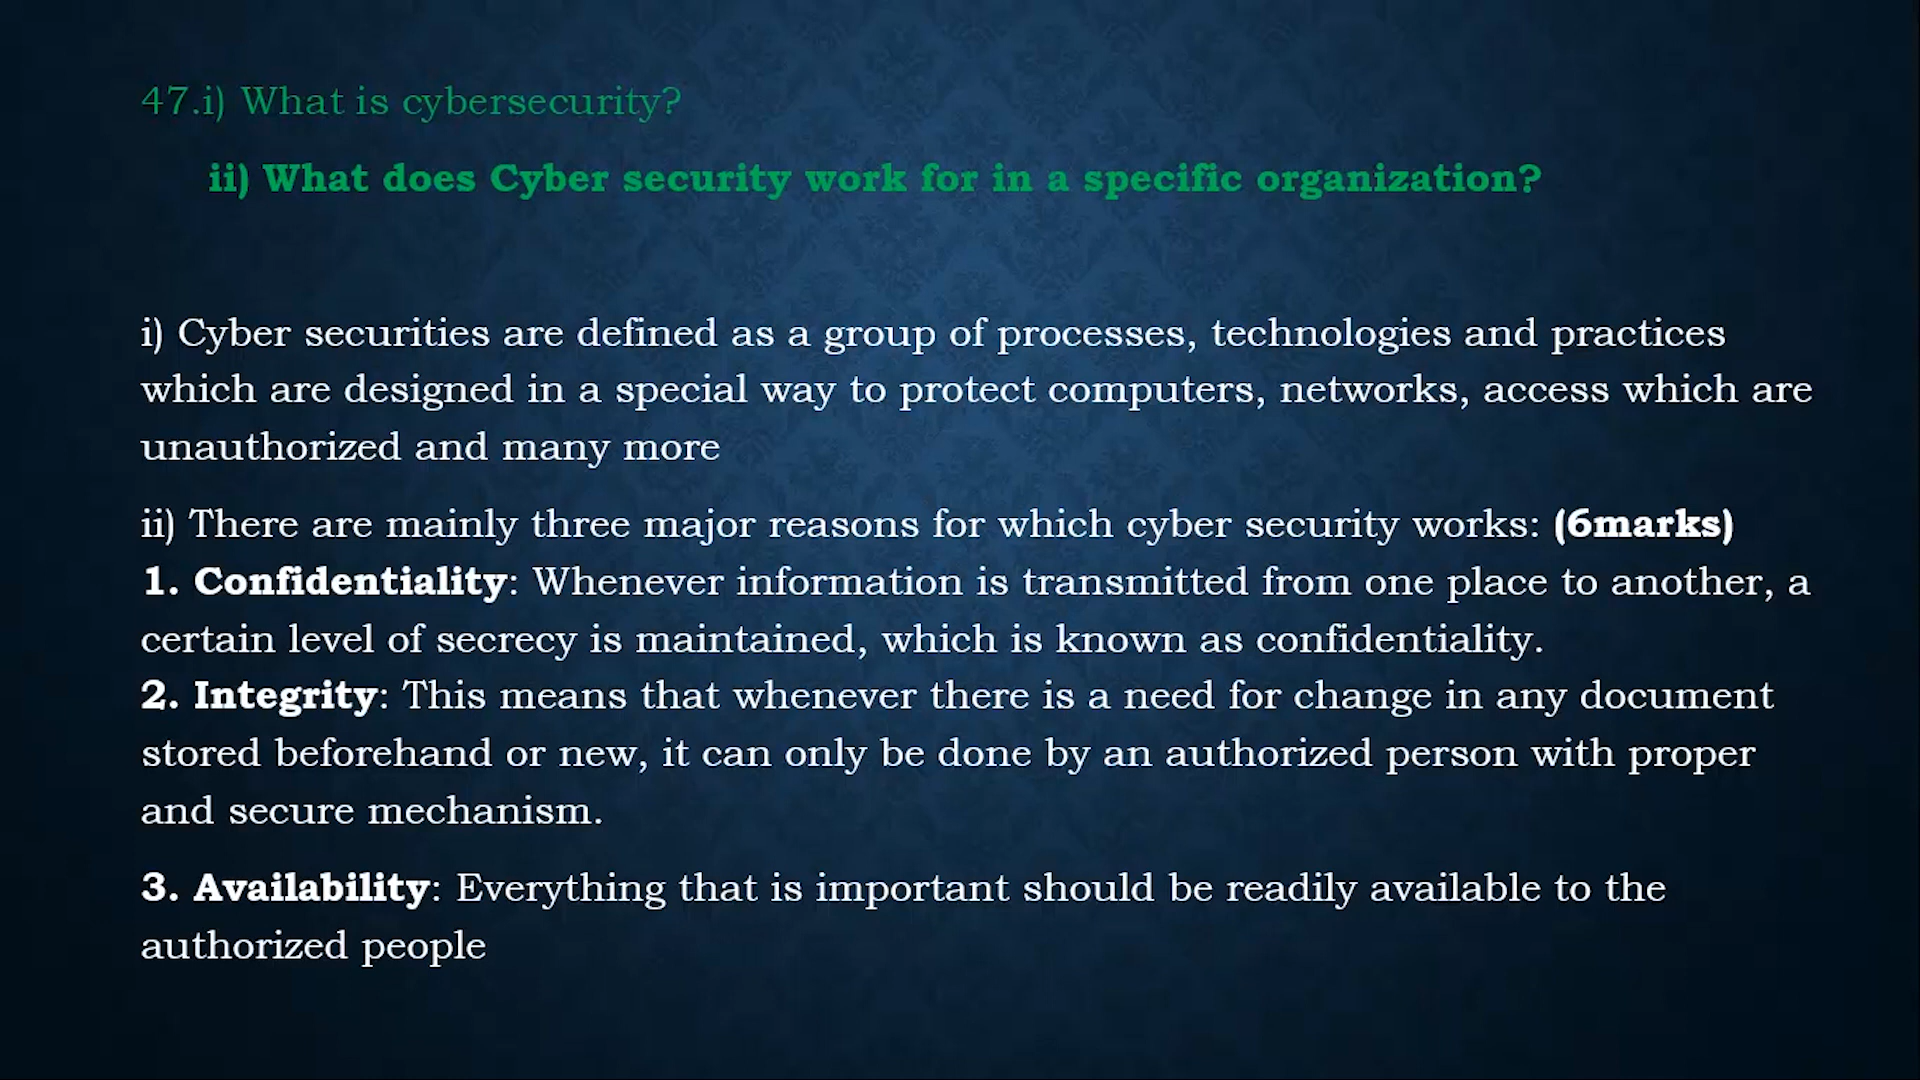 47.i) What is cybersecurity?
ii) What does Cyber security work for in a specific organization?
i) Cyber securities are defined as a group of processes, technologies and practices
which are designed in a special way to protect computers, networks, access which are
unauthorized and many more
ii) There are mainly three major reasons for which cyber security works: (6marks)
1. Confidentiality: Whenever information is transmitted from one place to another, a
certain level of secrecy is maintained, which is known as confidentiality.
2. Integrity: This means that whenever there is a need for change in any document
stored beforehand or new, it can only be done by an authorized person with proper
and secure mechanism.
3. Availability: Everything that is important should be readily available to the
authorized people